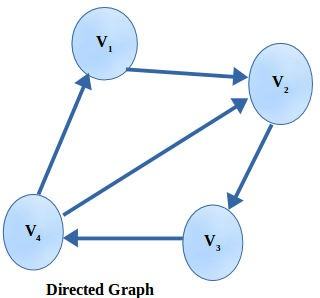 V₁
V₂
V₄
V₃
Directed Graph